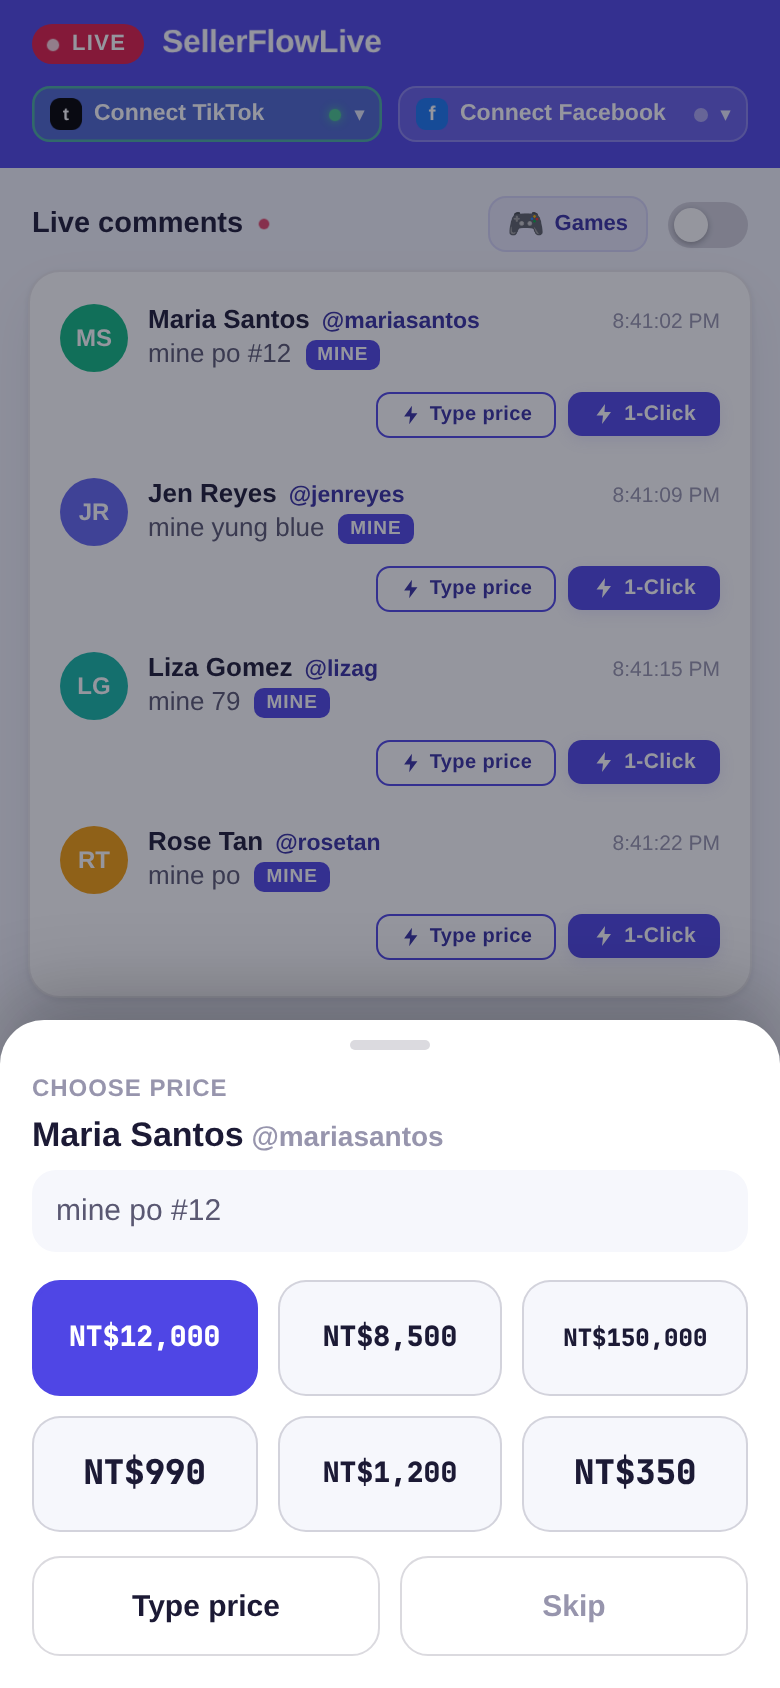 LIVE SellerFlowLive
t Connect TikTok ▾ f Connect Facebook ▾
Live comments Games
MS Maria Santos @mariasantos 8:41:02 PM
mine po #12 MINE
Type price 1-Click
JR Jen Reyes @jenreyes 8:41:09 PM
mine yung blue MINE
Type price 1-Click
LG Liza Gomez @lizag 8:41:15 PM
mine 79 MINE
Type price 1-Click
RT Rose Tan @rosetan 8:41:22 PM
mine po MINE
Type price 1-Click
CHOOSE PRICE
Maria Santos @mariasantos
mine po #12
NT$12,000 NT$8,500 NT$150,000
NT$990 NT$1,200 NT$350
Type price Skip